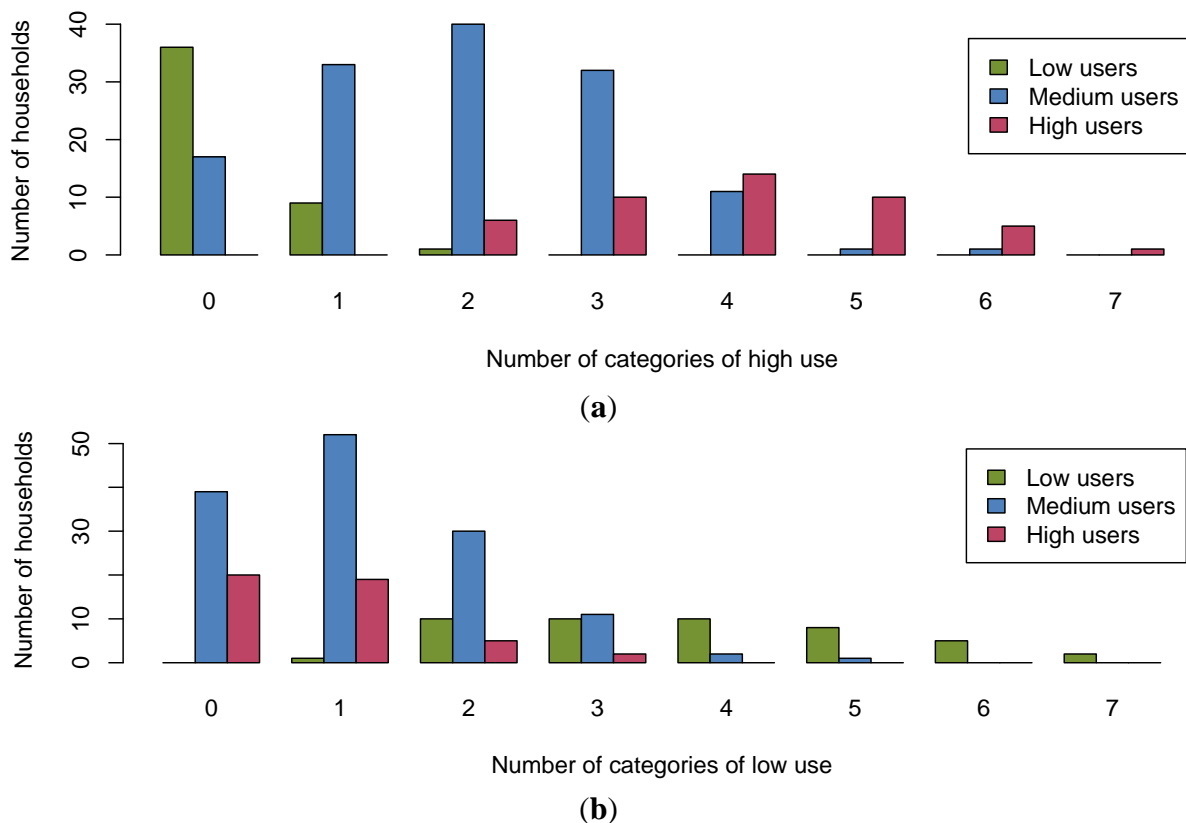 Number of households
40
30
20
10
0
Low users
Medium users
High users
0 1 2 3 4 5 6 7
Number of categories of high use
(a)
Number of households
50
30
10
0
Low users
Medium users
High users
0 1 2 3 4 5 6 7
Number of categories of low use
(b)